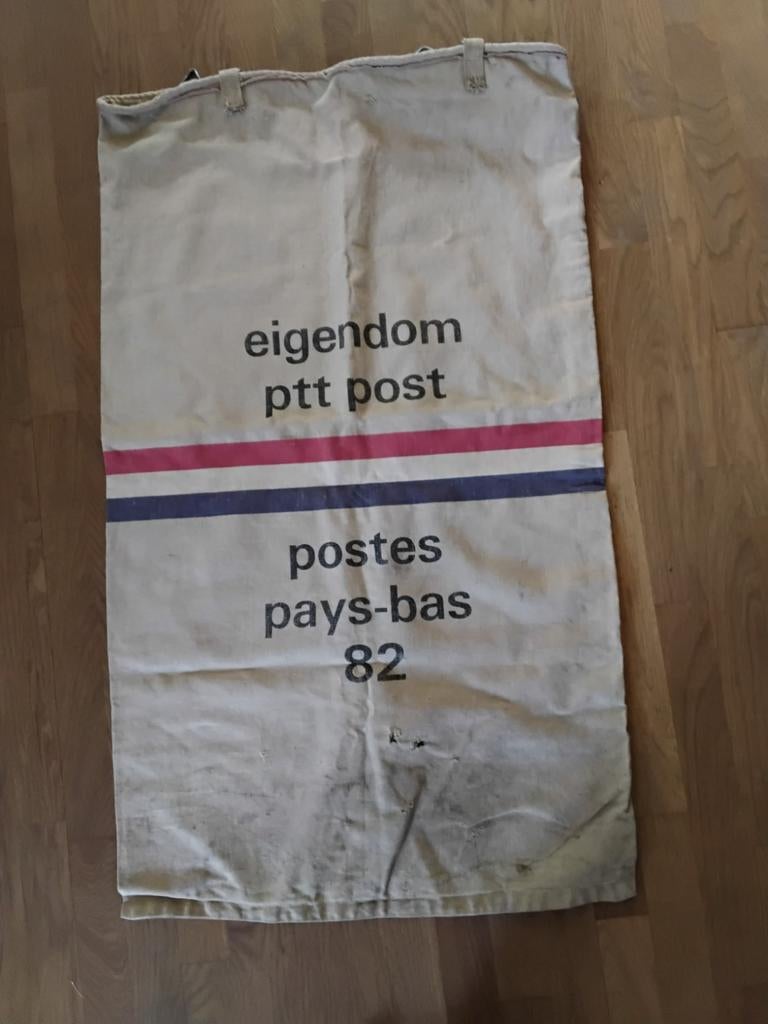 eigendom
ptt post
postes
pays-bas
82